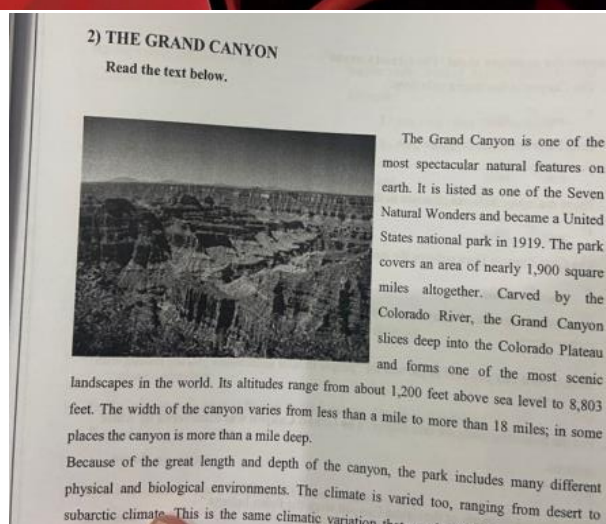 2) THE GRAND CANYON
Read the text below.
The Grand Canyon is one of the
most spectacular natural features on
earth. It is listed as one of the Seven
Natural Wonders and became a United
States national park in 1919. The park
covers an area of nearly 1,900 square
miles altogether. Carved by the
Colorado River, the Grand Canyon
slices deep into the Colorado Plateau
and forms one of the most scenic
landscapes in the world. Its altitudes range from about 1,200 feet above sea level to 8,803
feet. The width of the canyon varies from less than a mile to more than 18 miles; in some
places the canyon is more than a mile deep.
Because of the great length and depth of the canyon, the park includes many different
physical and biological environments. The climate is varied too, ranging from desert to
subarctic climate. This is the same climatic variation